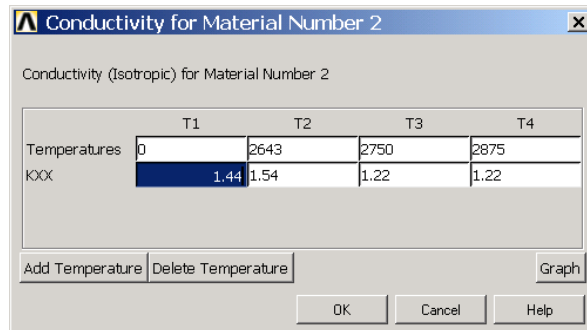 Conductivity for Material Number 2
Conductivity (Isotropic) for Material Number 2
T1 T2 T3 T4
Temperatures 0 2643 2750 2875
KXX 1.44 1.54 1.22 1.22
Add Temperature Delete Temperature Graph
OK Cancel Help